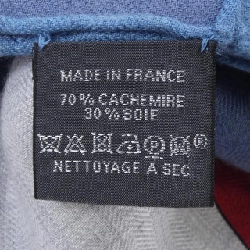 MADE IN FRANCE
70% CACHEMIRE
30% SOIE
NETTOYAGE A SEC